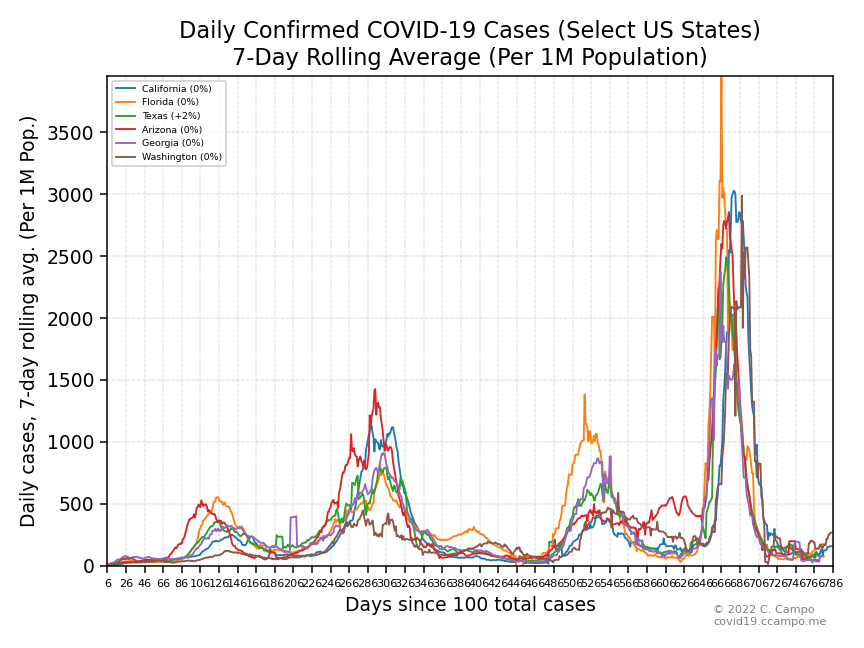 Daily Confirmed COVID-19 Cases (Select US States)
7-Day Rolling Average (Per 1M Population)
California (0%)
Florida (0%)
Texas (+2%)
Arizona (0%)
Georgia (0%)
Washington (0%)
Daily cases, 7-day rolling avg. (Per 1M Pop.)
3500
3000
2500
2000
1500
1000
500
0
6 26 46 66 86 106 126 146 166 186 206 226 246 266 286 306 326 346 366 386 406 426 446 466 486 506 526 546 566 586 606 626 646 666 686 706 726 746 766 786
Days since 100 total cases
© 2022 C. Campo
covid19.ccampo.me